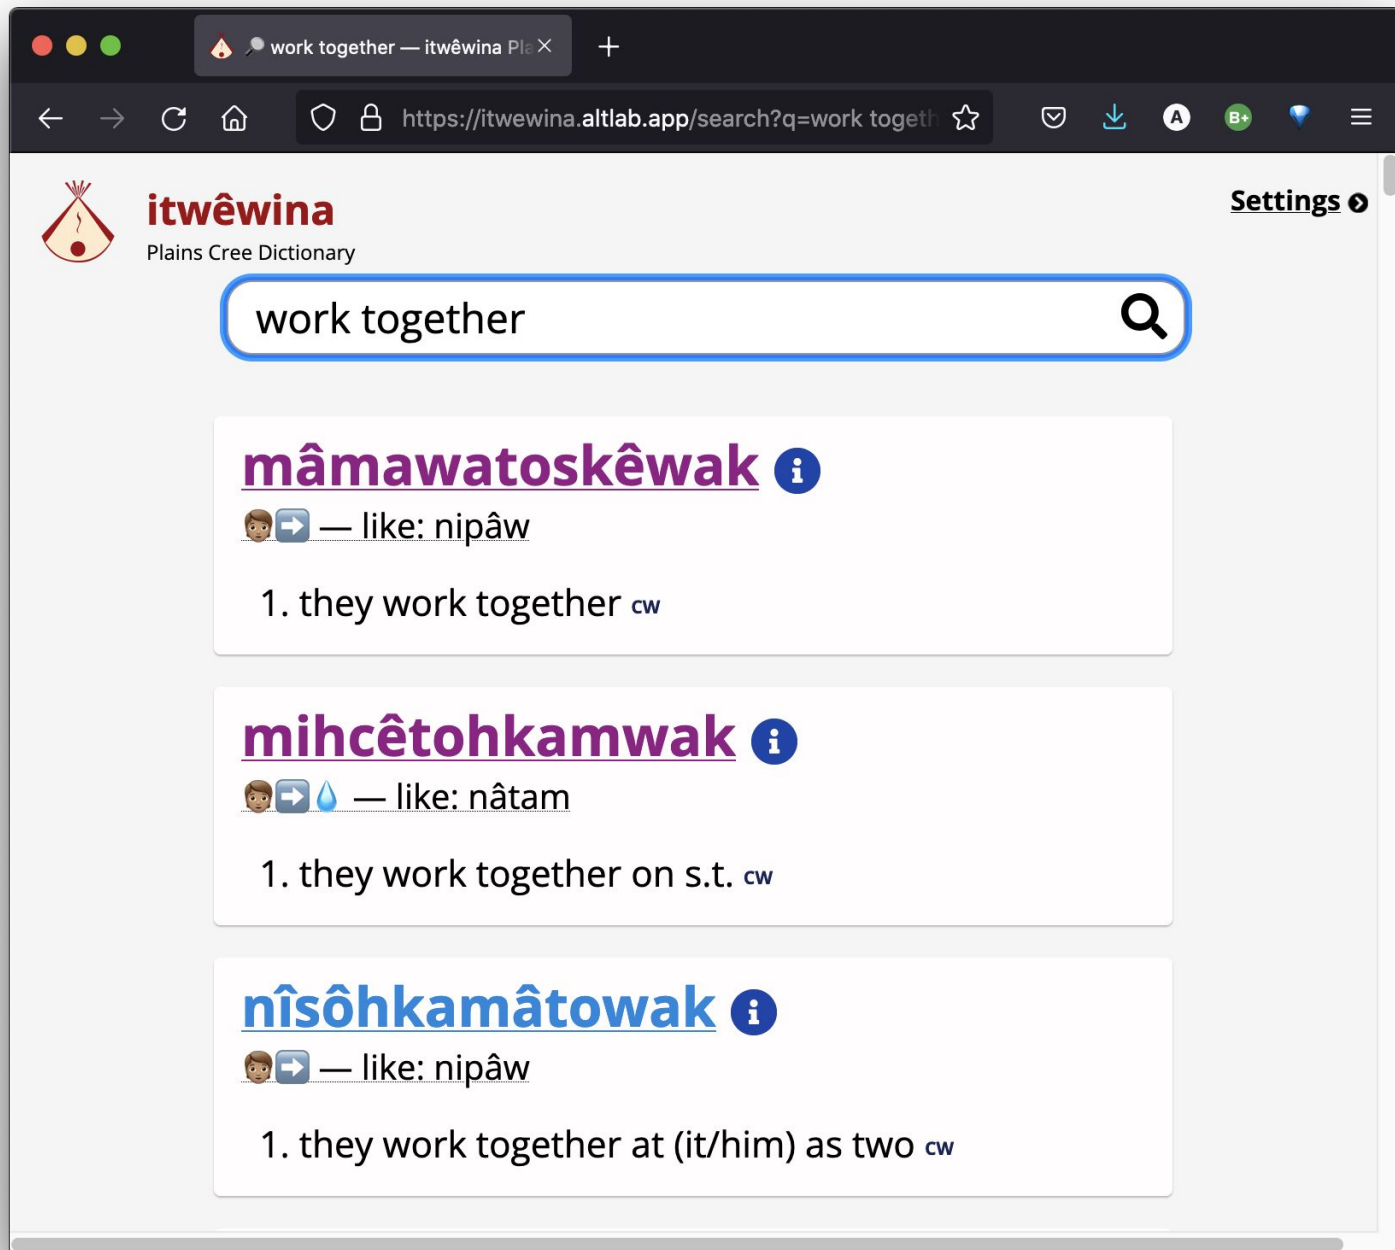 work together — itwêwina Pla
https://itwewina.altlab.app/search?q=work togeth
A
B+
itwêwina
Settings
Plains Cree Dictionary
work together
mâmawatoskêwak i
— like: nipâw
1. they work together CW
mihcêtohkamwak i
— like: nâtam
1. they work together on s.t. CW
nîsôhkamâtowak i
— like: nipâw
1. they work together at (it/him) as two CW